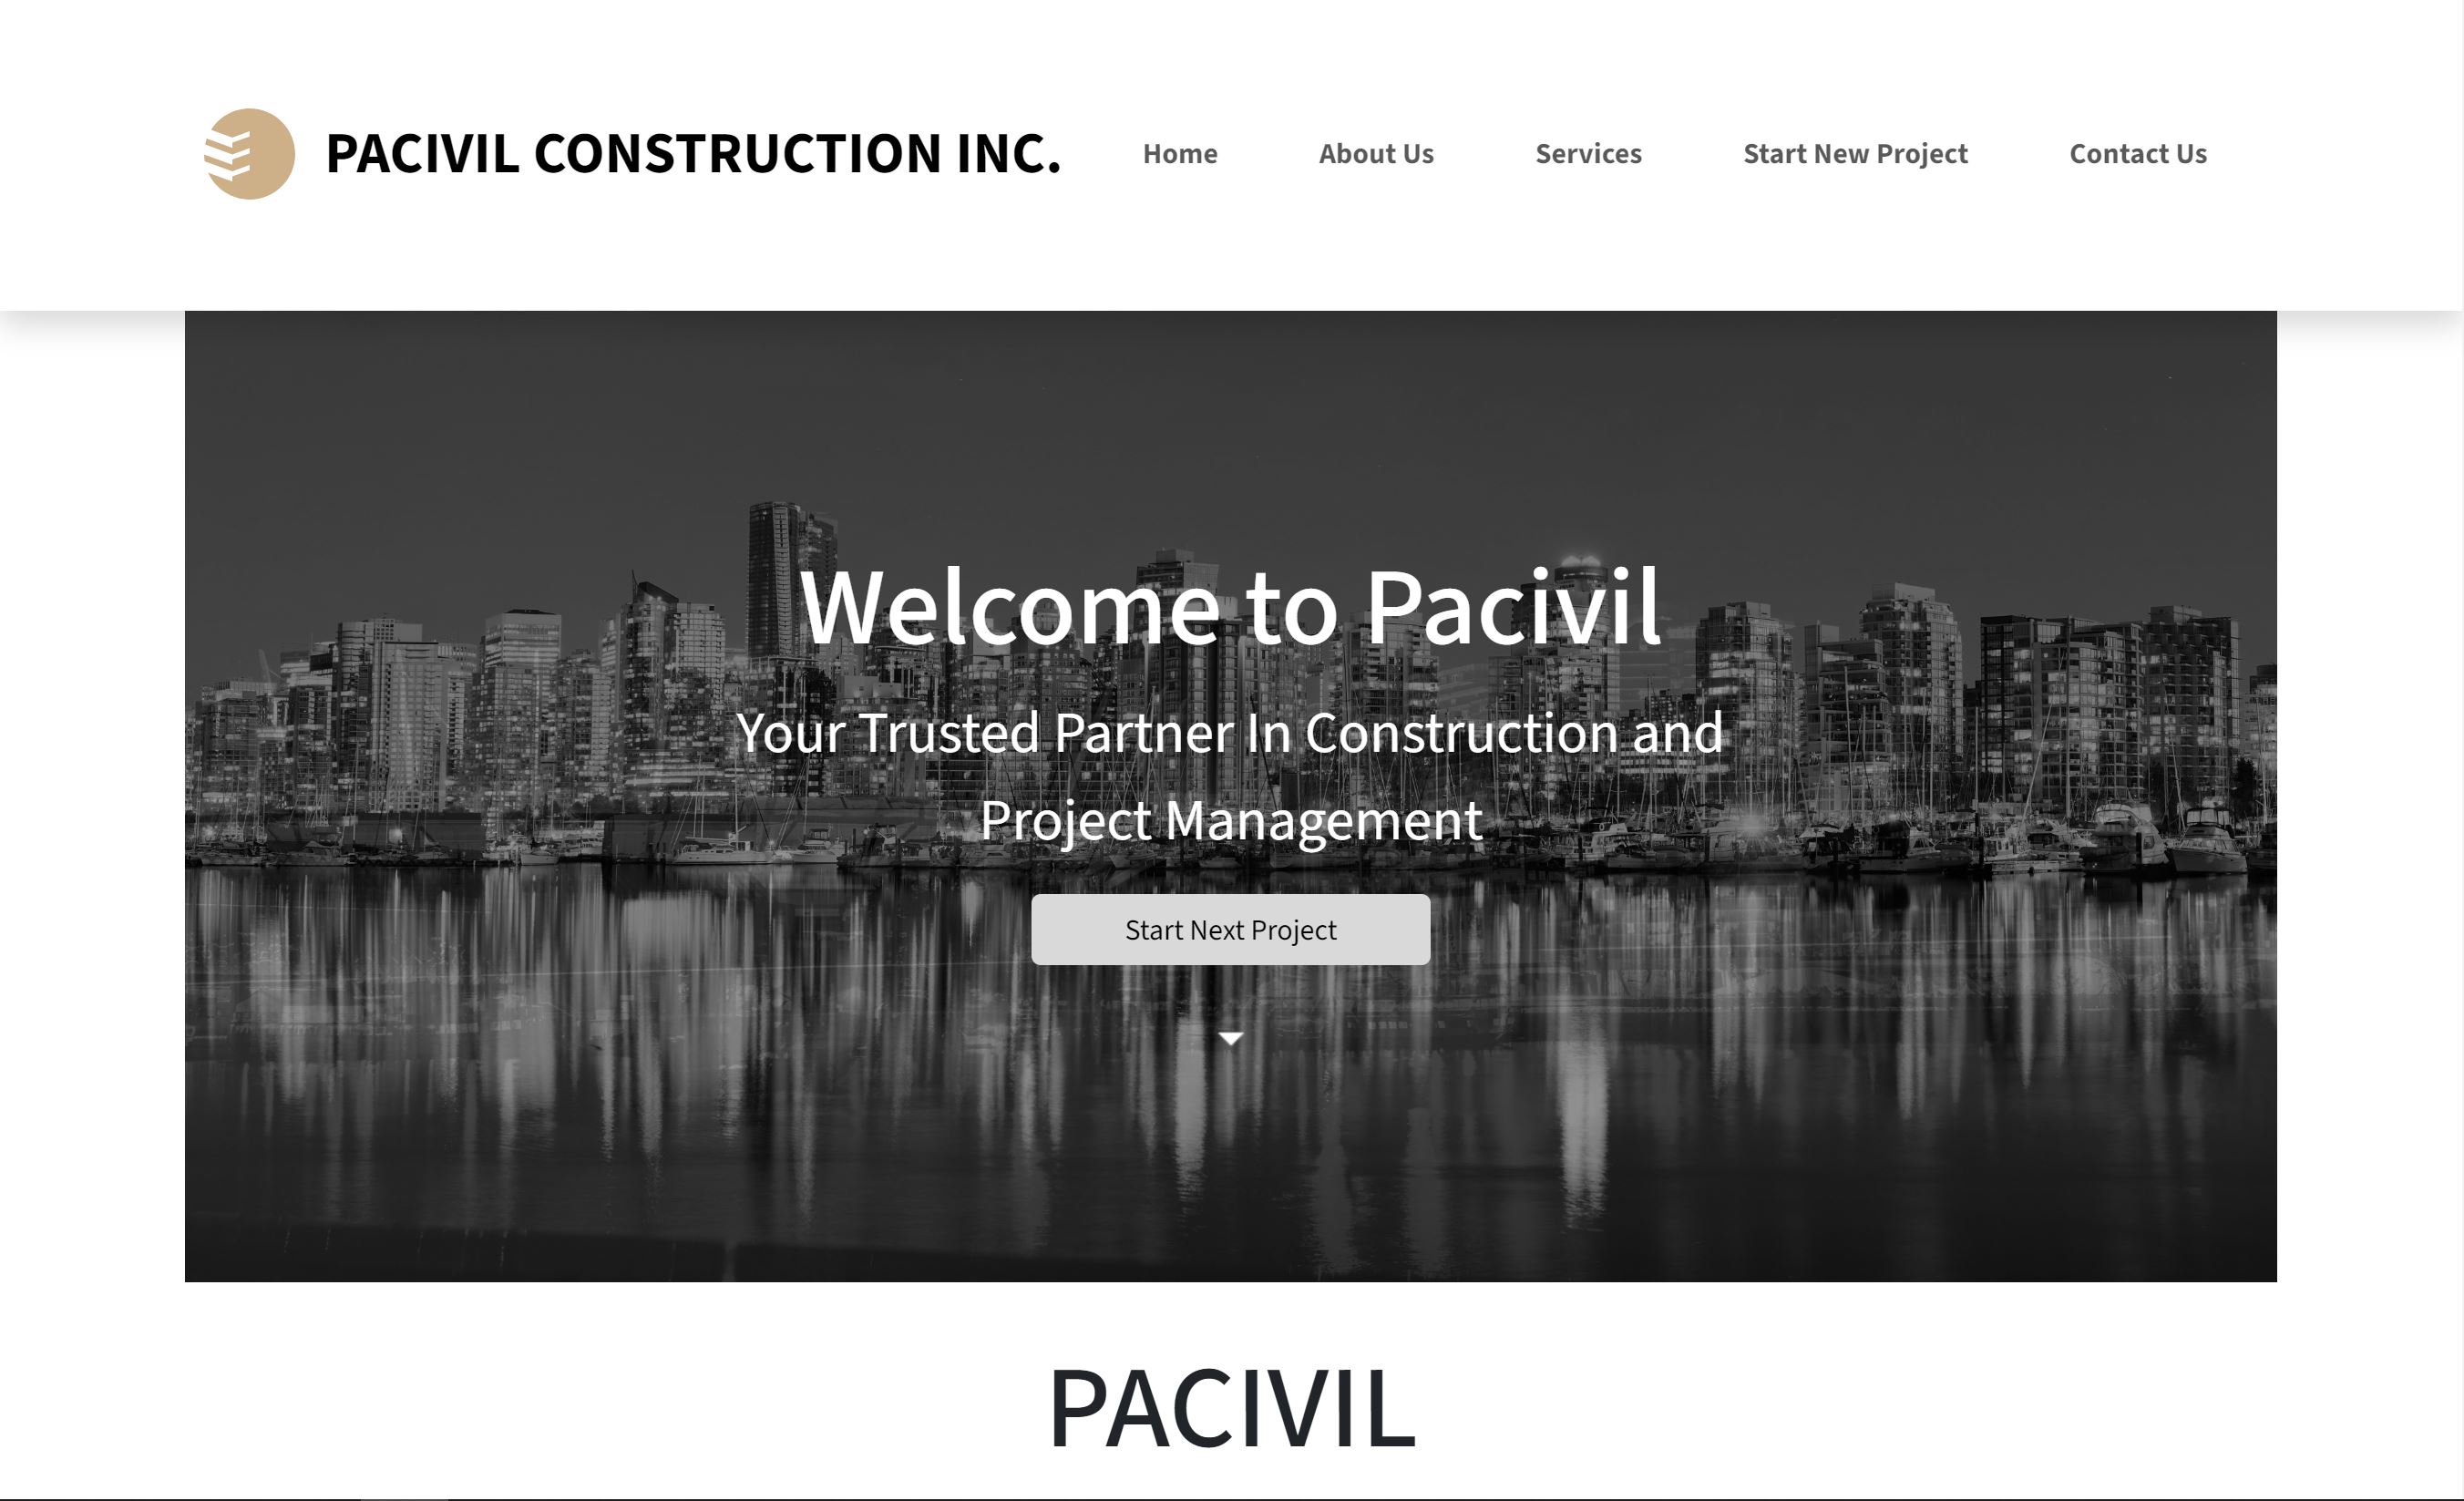 PACIVIL CONSTRUCTION INC.
Home
About Us
Services
Start New Project
Contact Us
Welcome to Pacivil
Your Trusted Partner In Construction and
Project Management
Start Next Project
PACIVIL